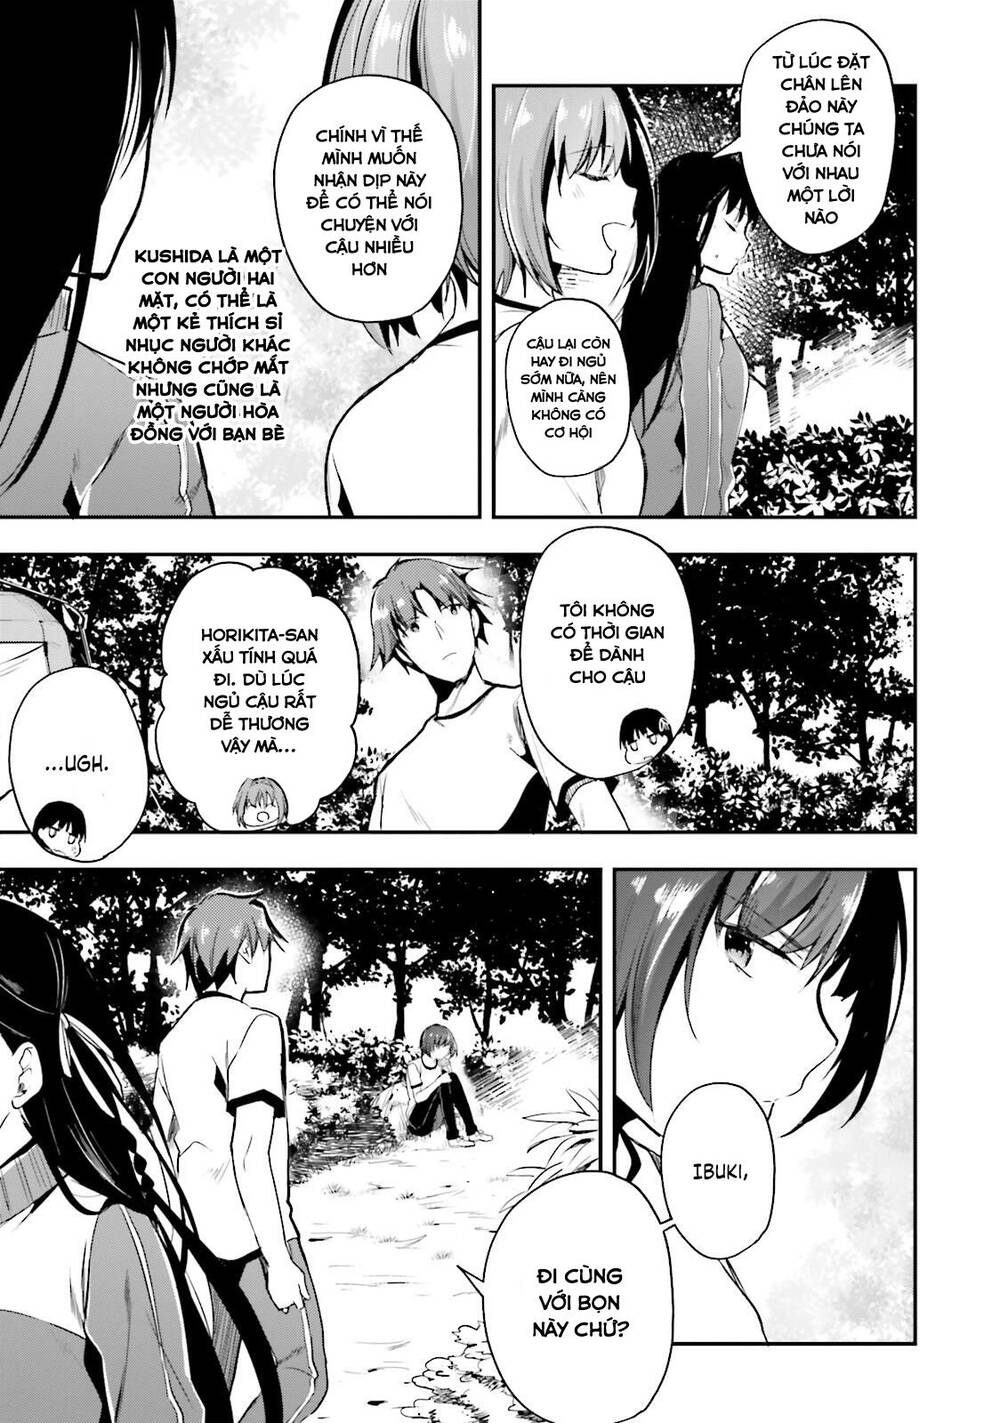 TỪ LÚC ĐẶT
CHÂN LÊN
ĐẢO NÀY
CHÚNG TA
CHƯA NÓI
VỚI NHAU
MỘT LỜI
NÀO
CẬU LẠI CÒN
HAY ĐI NGỦ
SỚM NỮA, NÊN
MÌNH CÀNG
KHÔNG CÓ
CƠ HỘI
CHÍNH VÌ THẾ
MÌNH MUỐN
NHÂN DỊP NÀY
ĐỂ CÓ THỂ NÓI
CHUYỆN VỚI
CẬU NHIỀU
HƠN
KUSHIDA LÀ MỘT
CON NGƯỜI HAI
MẶT, CÓ THỂ LÀ
MỘT KẺ THÍCH SỈ
NHỤC NGƯỜI KHÁC
KHÔNG CHỚP MẮT
NHƯNG CŨNG LÀ
MỘT NGƯỜI HÒA
ĐỒNG VỚI BẠN BÈ
TÔI KHÔNG
CÓ THỜI GIAN
ĐỂ DÀNH
CHO CẬU
HORIKITA-SAN
XẤU TÍNH QUÁ
ĐI. DÙ LÚC
NGỦ CẬU RẤT
DỄ THƯƠNG
VẬY MÀ...
...UGH.
IBUKI,
ĐI CÙNG
VỚI BỌN
NÀY CHỨ?